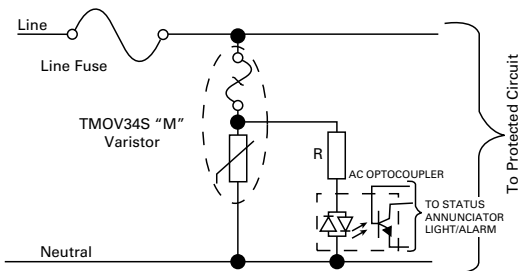 Line
Line Fuse
TMOV34S “M”
Varistor
R
AC OPTOCOUPLER
TO STATUS
ANNUNCIATOR
LIGHT/ALARM
Neutral
To Protected Circuit